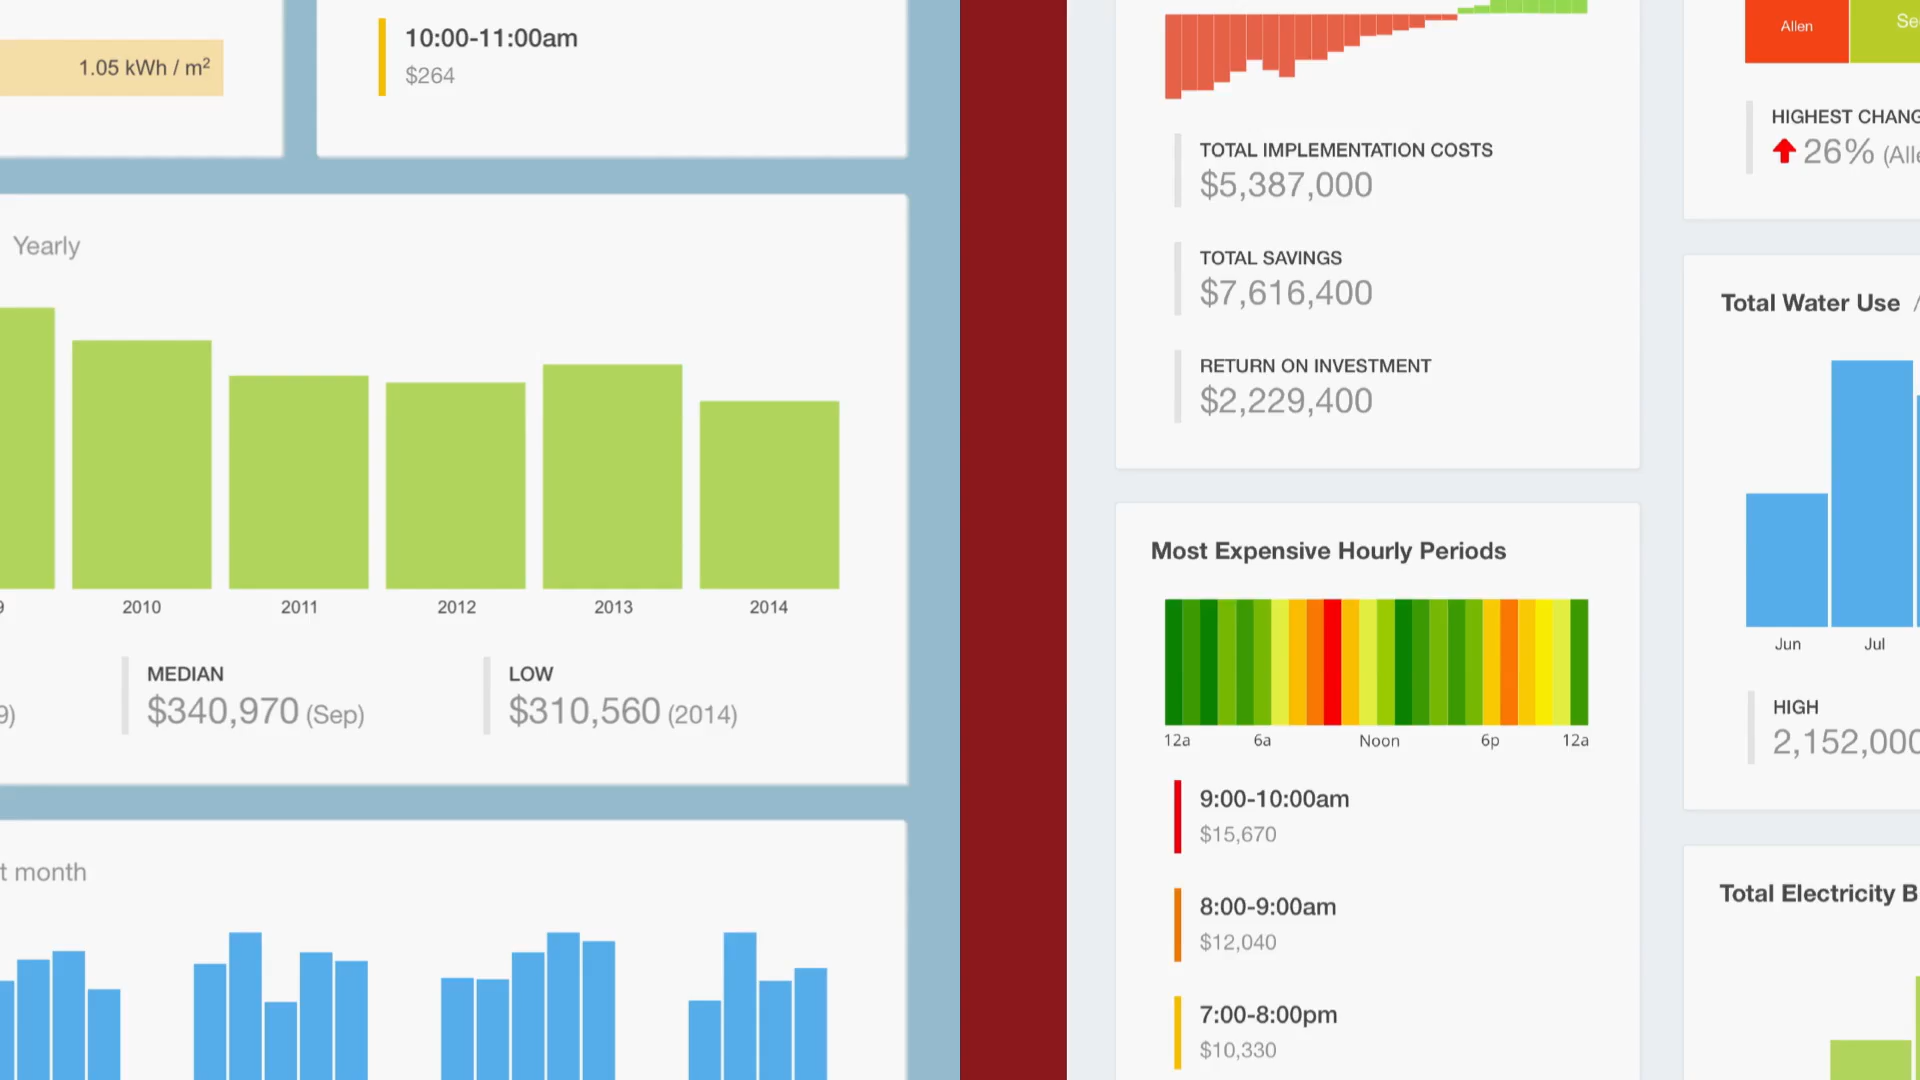 1.05 kWh / m²
10:00-11:00am
$264
Yearly
2010
2011
2012
2013
2014
9)
MEDIAN
$340,970 (Sep)
LOW
$310,560 (2014)
t month
TOTAL IMPLEMENTATION COSTS
$5,387,000
TOTAL SAVINGS
$7,616,400
RETURN ON INVESTMENT
$2,229,400
Most Expensive Hourly Periods
12a
6a
Noon
6p
12a
9:00-10:00am
$15,670
8:00-9:00am
$12,040
7:00-8:00pm
$10,330
Allen
Se
HIGHEST CHANG
26% (Alle
Total Water Use /
Jun
Jul
HIGH
2,152,000
Total Electricity B